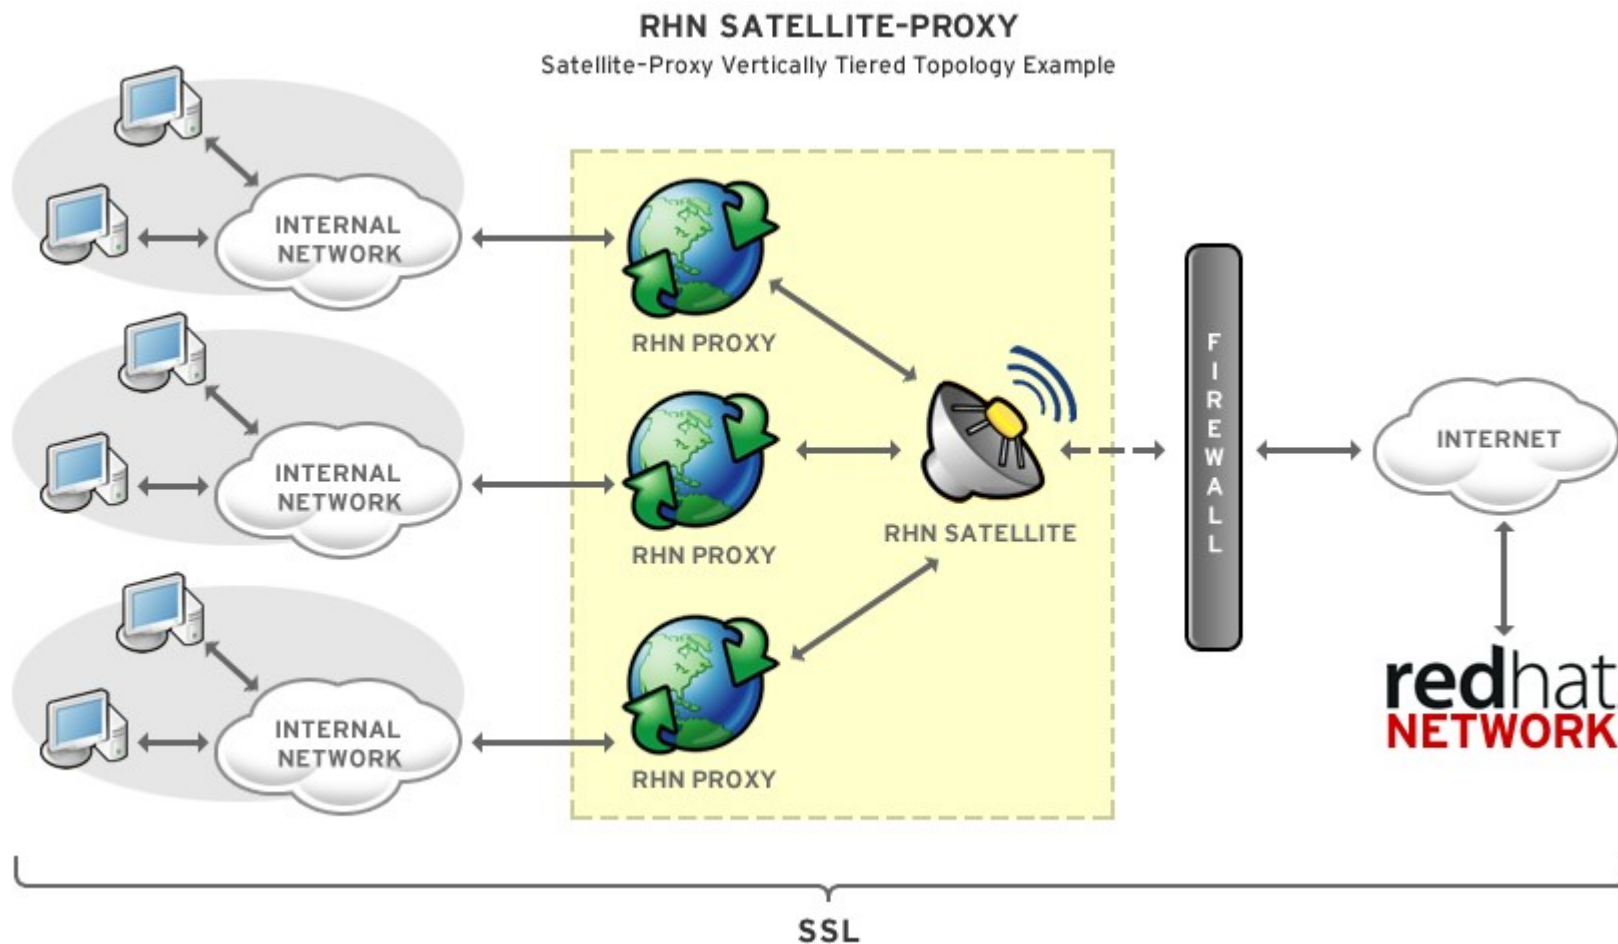 RHN SATELLITE-PROXY
Satellite-Proxy Vertically Tiered Topology Example
INTERNAL
NETWORK
RHN PROXY
INTERNAL
NETWORK
RHN PROXY
INTERNAL
NETWORK
RHN PROXY
RHN SATELLITE
FIREWALL
INTERNET
redhat
NETWORK
SSL